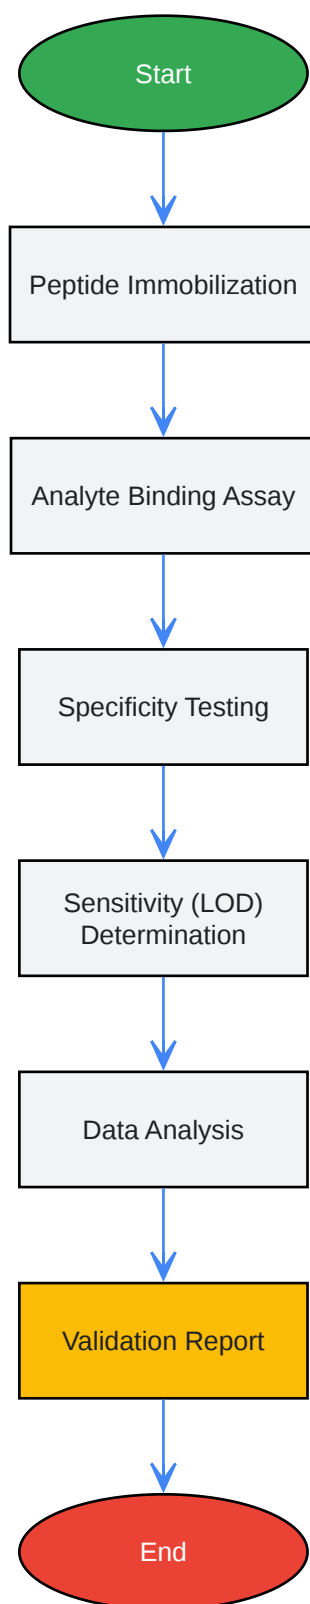 Start
Peptide Immobilization
Analyte Binding Assay
Specificity Testing
Sensitivity (LOD)
Determination
Data Analysis
Validation Report
End